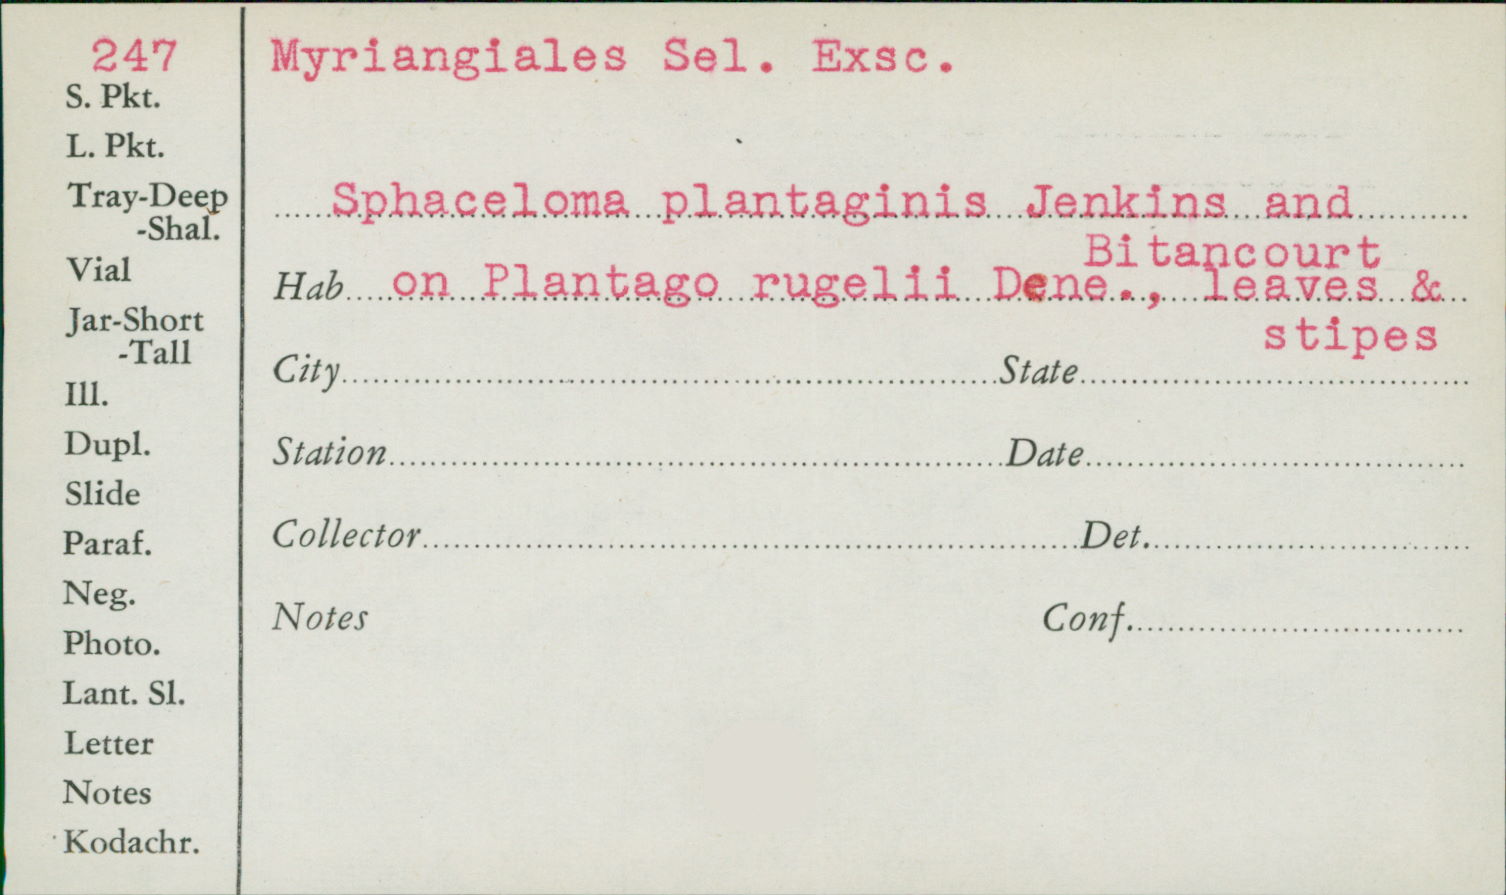 247
S. Pkt.
L. Pkt.
Tray-Deep
-Shal.
Vial
Jar-Short
-Tall
Ill.
Dupl.
Slide
Paraf.
Neg.
Photo.
Lant. Sl.
Letter
Notes
Kodachr.
Myriangiales Sel. Exsc.
Sphaceloma plantaginis Jenkins and
Bitancourt
Hab on Plantago rugelii Dene., leaves &
stipes
City State
Station Date
Collector Det.
Notes Conf.